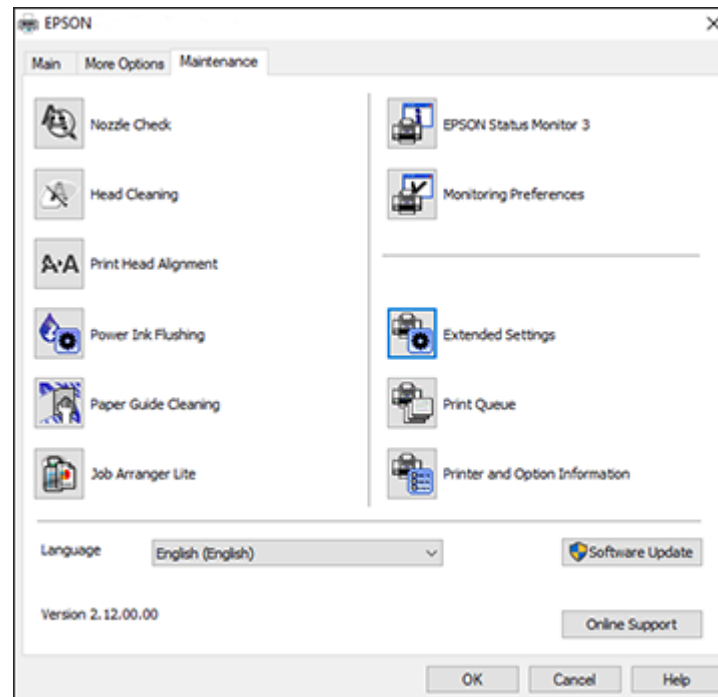 EPSON
Main More Options Maintenance
Nozzle Check
Head Cleaning
A·A Print Head Alignment
Power Ink Flushing
Paper Guide Cleaning
Job Arranger Lite
EPSON Status Monitor 3
Monitoring Preferences
Extended Settings
Print Queue
Printer and Option Information
Language English (English) Software Update
Version 2.12.00.00
Online Support
OK Cancel Help